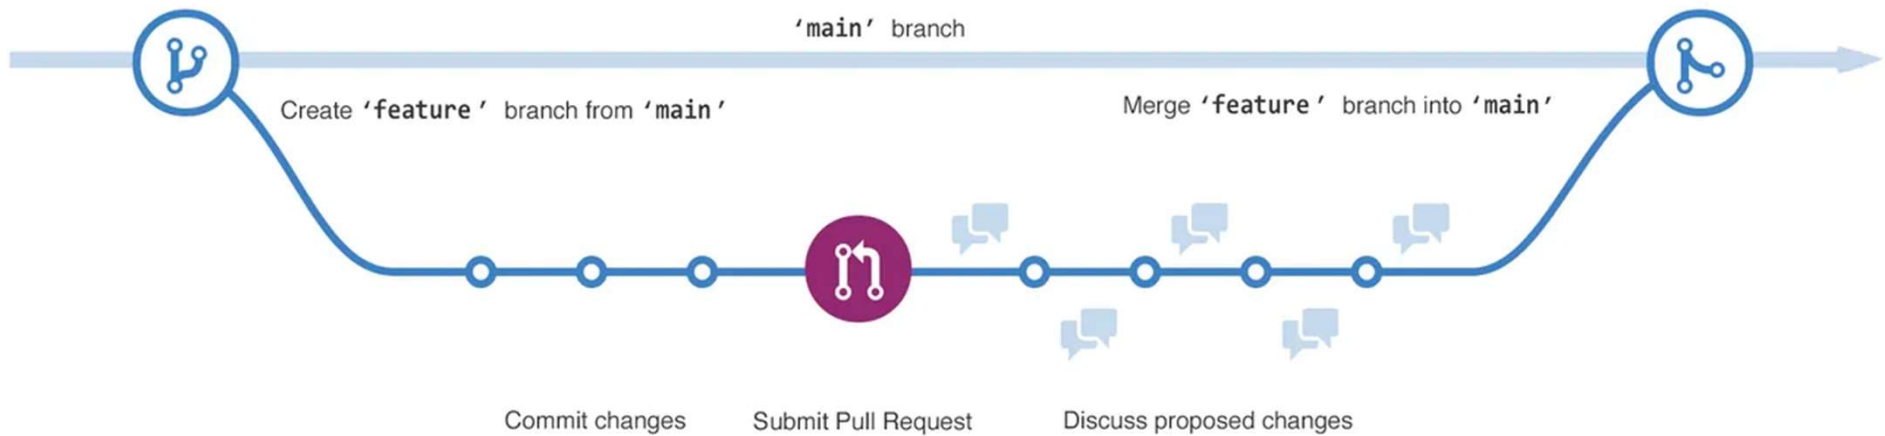 ‘main’ branch
Create ‘feature’ branch from ‘main’
Merge ‘feature’ branch into ‘main’
Commit changes
Submit Pull Request
Discuss proposed changes